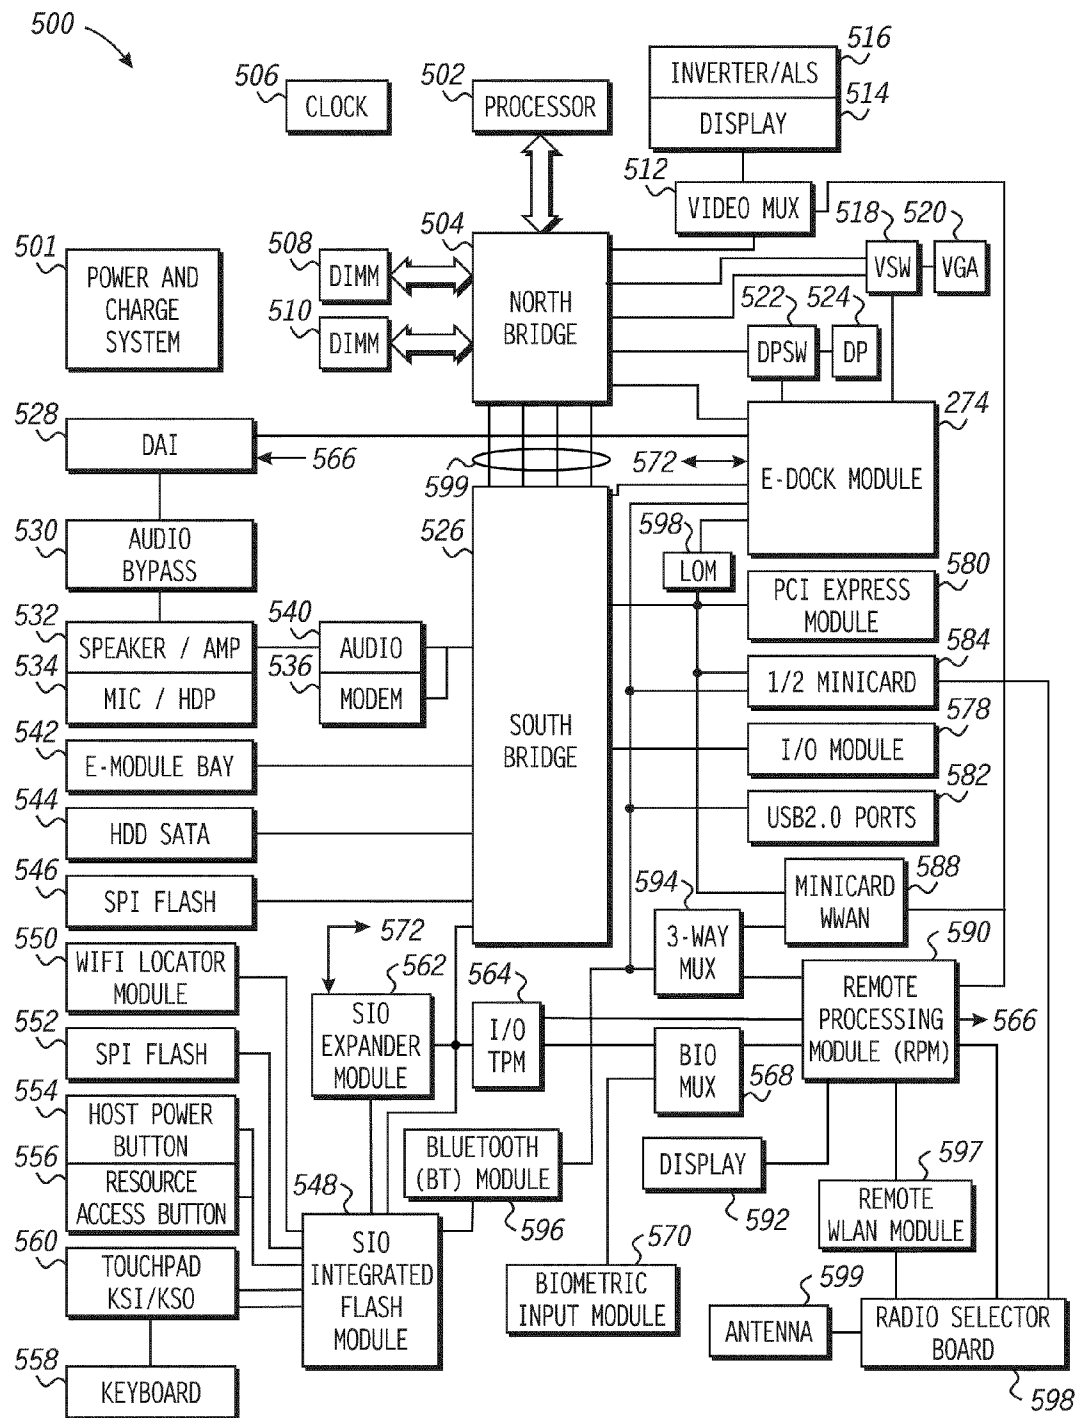 500
516
INVERTER/ALS
506
502
CLOCK
PROCESSOR
514
DISPLAY
512
VIDEO MUX
518
520
VSW
VGA
501
POWER AND
CHARGE
SYSTEM
508
DIMM
510
DIMM
504
NORTH
BRIDGE
522
524
DPSW
DP
528
DAI
566
599
572
274
E-DOCK MODULE
530
AUDIO
BYPASS
526
598
LOM
580
PCI EXPRESS
MODULE
532
SPEAKER / AMP
534
MIC / HDP
540
AUDIO
536
MODEM
584
1/2 MINICARD
SOUTH
BRIDGE
578
I/O MODULE
542
E-MODULE BAY
582
USB2.0 PORTS
544
HDD SATA
546
SPI FLASH
588
MINICARD
WWAN
594
3-WAY
MUX
550
WIFI LOCATOR
MODULE
572
562
SIO
EXPANDER
MODULE
564
I/O
TPM
590
REMOTE
PROCESSING
MODULE (RPM)
566
552
SPI FLASH
BIO
MUX
568
554
HOST POWER
BUTTON
556
RESOURCE
ACCESS BUTTON
BLUETOOTH
(BT) MODULE
596
DISPLAY
592
597
REMOTE
WLAN MODULE
548
SIO
INTEGRATED
FLASH
MODULE
560
TOUCHPAD
KSI/KSO
570
BIOMETRIC
INPUT MODULE
599
ANTENNA
RADIO SELECTOR
BOARD
598
558
KEYBOARD